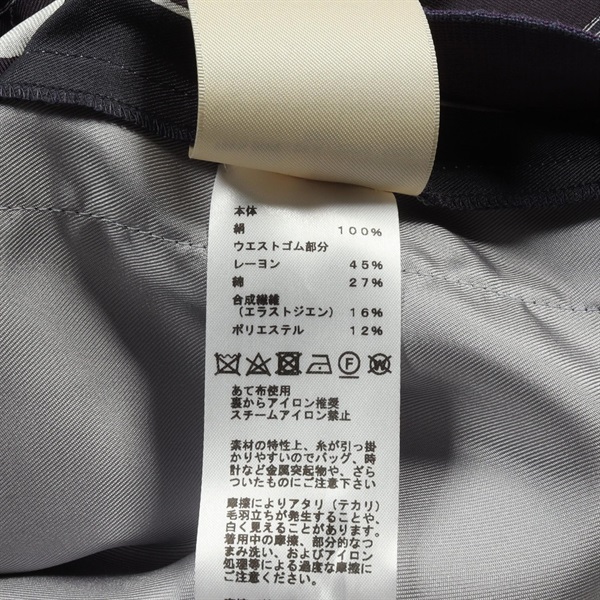 本体
絹 100%
ウエストゴム部分
レーヨン 45%
綿 27%
合成繊維
(エラストジエン) 16%
ポリエステル 12%
F W
あて布使用
裏からアイロン推奨
スチームアイロン禁止
素材の特性上、糸が引っ掛
かりやすいのでバッグ、時
計など金属突起物や、ざら
ついたものにご注意下さい
摩擦によりアタリ(テカリ)
毛羽立ちが発生することや、
白く見えることがあります。
着用中の摩擦、部分的なつ
まみ洗い、およびアイロン
処理等による過度な摩擦に